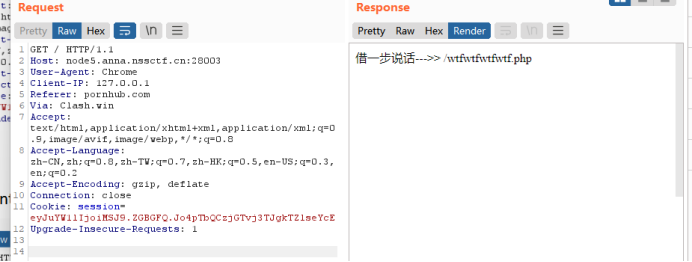 Request
Response
Pretty Raw Hex \n
Pretty Raw Hex Render \n
1 GET / HTTP/1.1
2 Host: node5.anna.nssctf.cn:28003
3 User-Agent: Chrome
4 Client-IP: 127.0.0.1
5 Referer: pornhub.com
6 Via: Clash.win
7 Accept:
text/html,application/xhtml+xml,application/xml;q=0
.9,image/avif,image/webp,*/*;q=0.8
8 Accept-Language:
zh-CN,zh;q=0.8,zh-TW;q=0.7,zh-HK;q=0.5,en-US;q=0.3,
en;q=0.2
9 Accept-Encoding: gzip, deflate
10 Connection: close
11 Cookie: session=
eyJuYW1lIjoiMSJ9.ZGBGFQ.Jo4pTbQCzjGTvj3TJgkTZ1seYcE
12 Upgrade-Insecure-Requests: 1
13
14
借一步说话--->> /wtfwtfwtfwtf.php